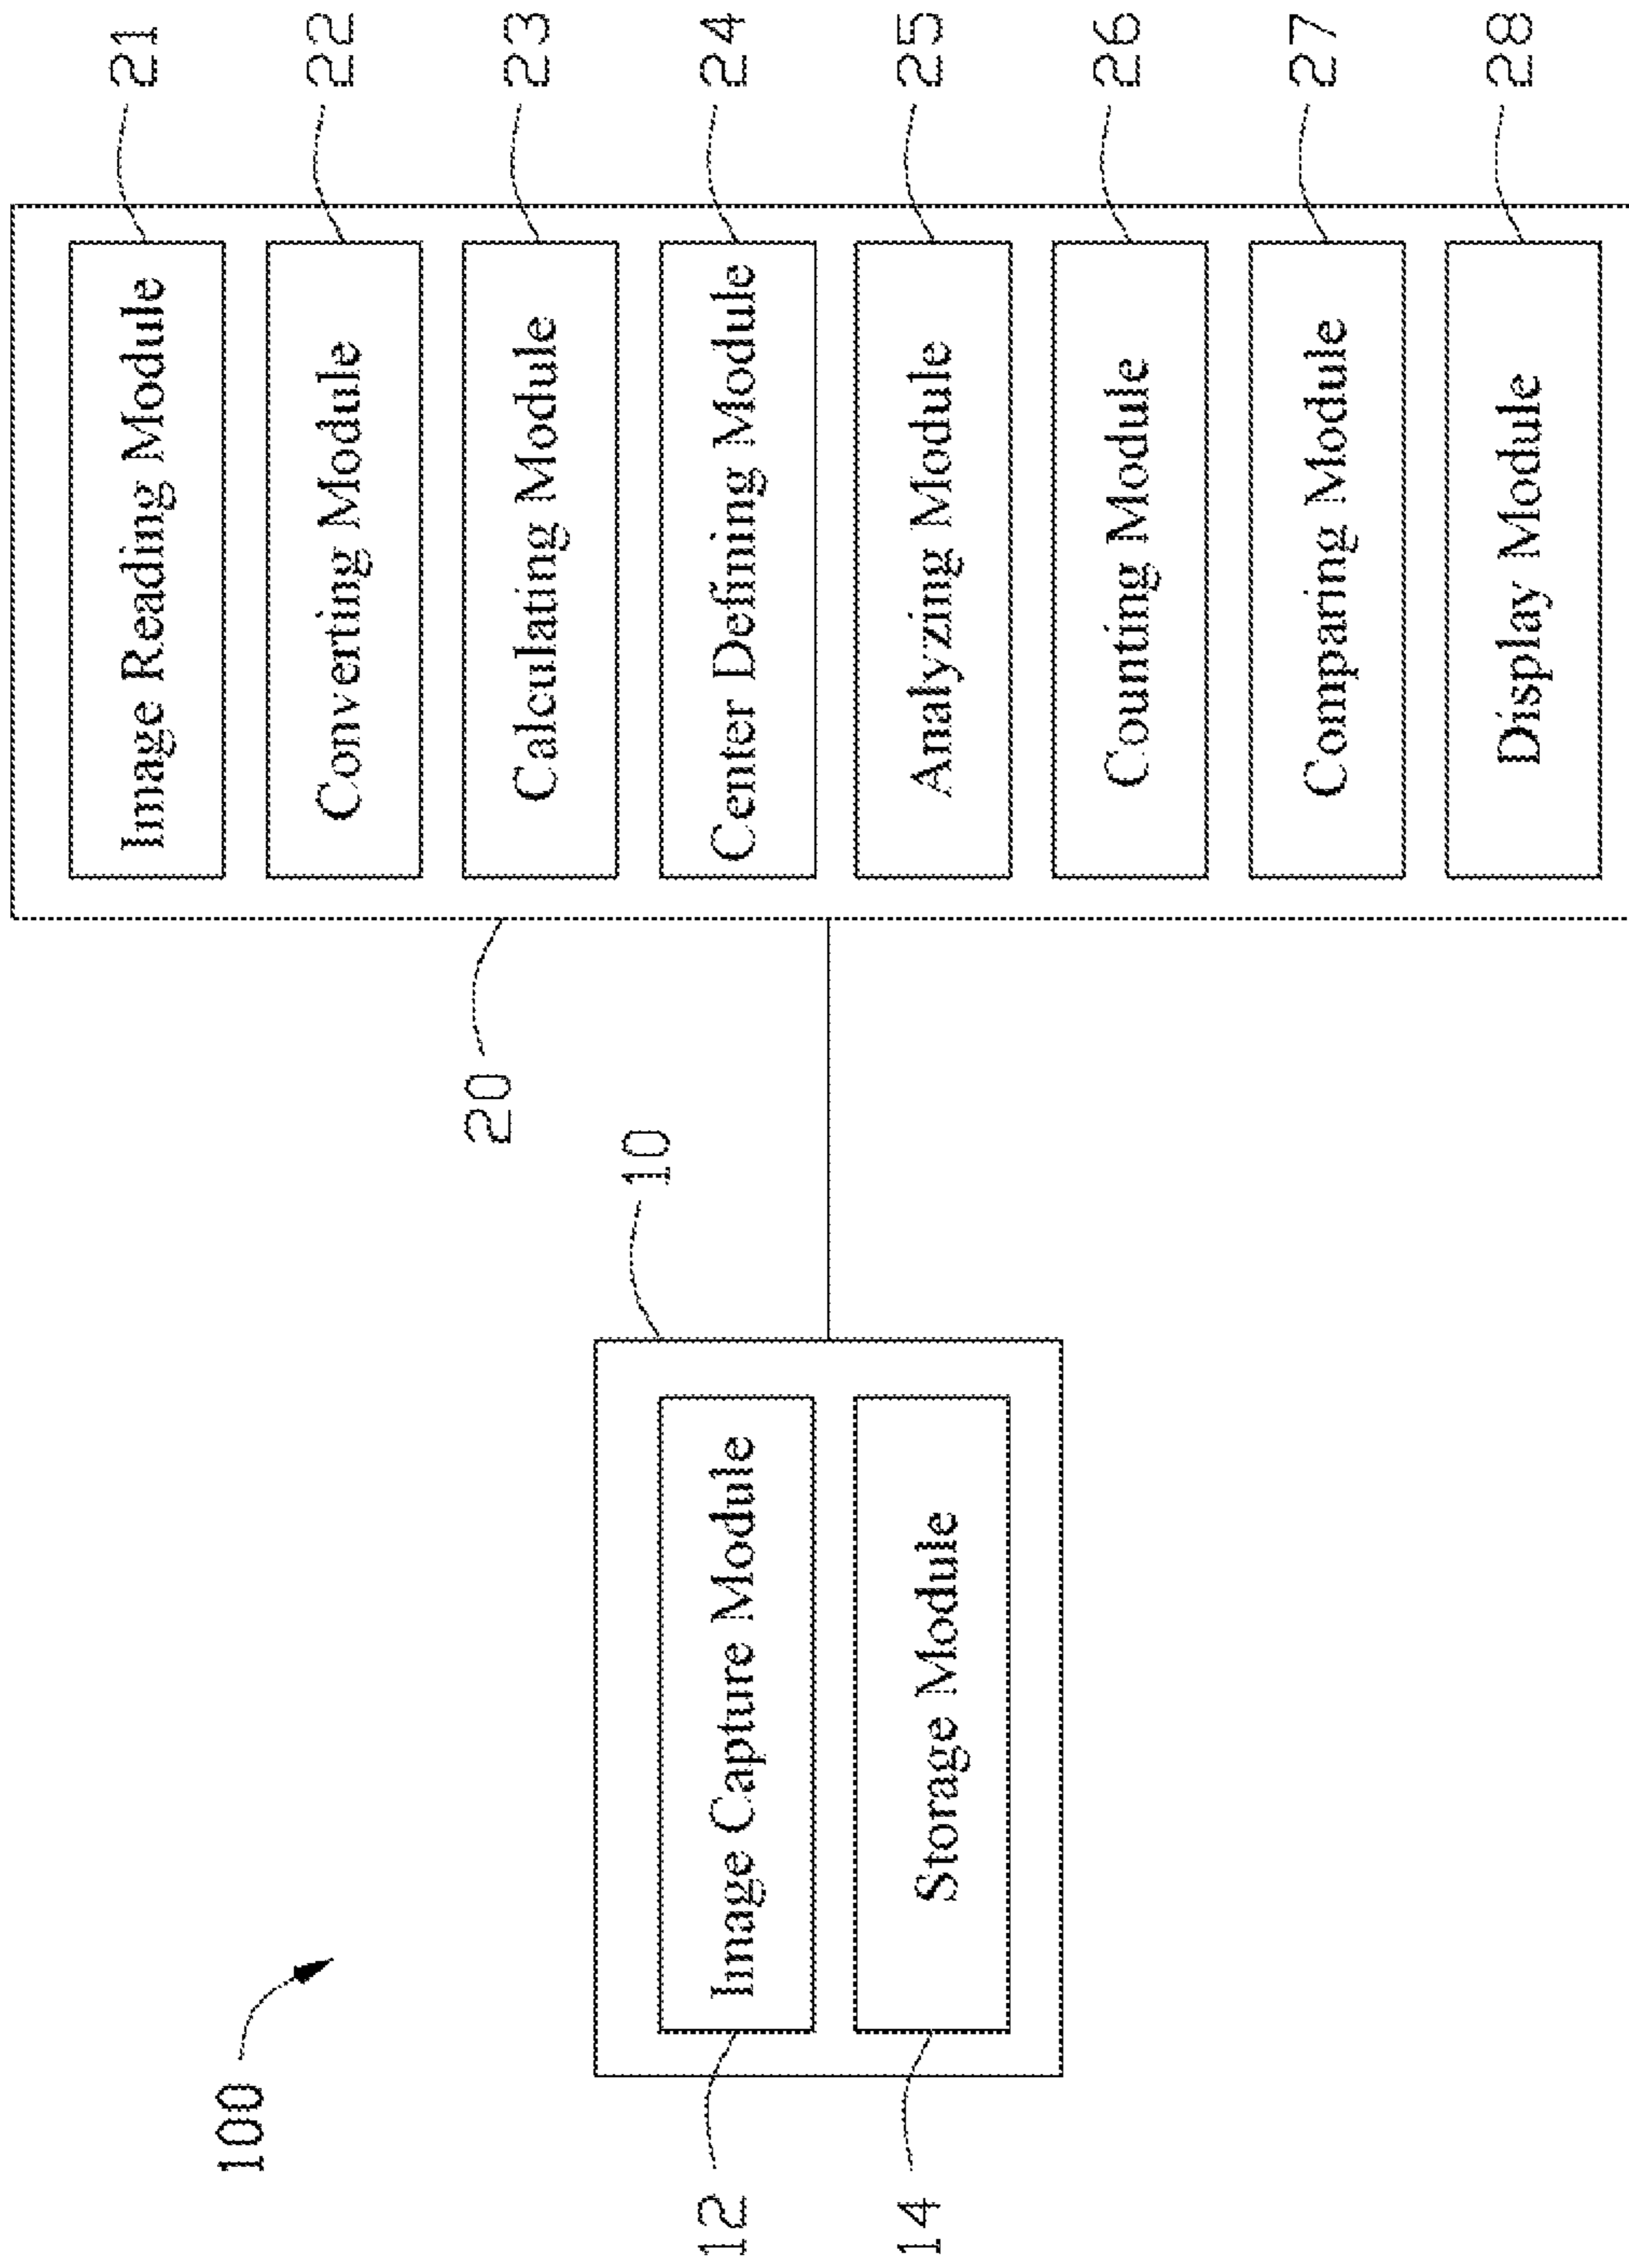 100
10
12
Image Capture Module
14
Storage Module
20
Image Reading Module
21
Converting Module
22
Calculating Module
23
Center Defining Module
24
Analyzing Module
25
Counting Module
26
Comparing Module
27
Display Module
28